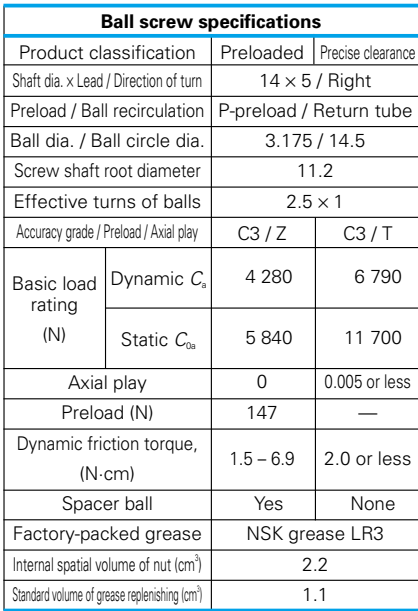 Ball screw specifications
Product classification Preloaded Precise clearance
Shaft dia. x Lead / Direction of turn 14 × 5 / Right
Preload / Ball recirculation P-preload / Return tube
Ball dia. / Ball circle dia. 3.175 / 14.5
Screw shaft root diameter 11.2
Effective turns of balls 2.5 × 1
Accuracy grade / Preload / Axial play C3 / Z C3 / T
Basic load rating (N) Dynamic Ca 4 280 6 790
Static C0a 5 840 11 700
Axial play 0 0.005 or less
Preload (N) 147 —
Dynamic friction torque, (N·cm) 1.5 – 6.9 2.0 or less
Spacer ball Yes None
Factory-packed grease NSK grease LR3
Internal spatial volume of nut (cm³) 2.2
Standard volume of grease replenishing (cm³) 1.1